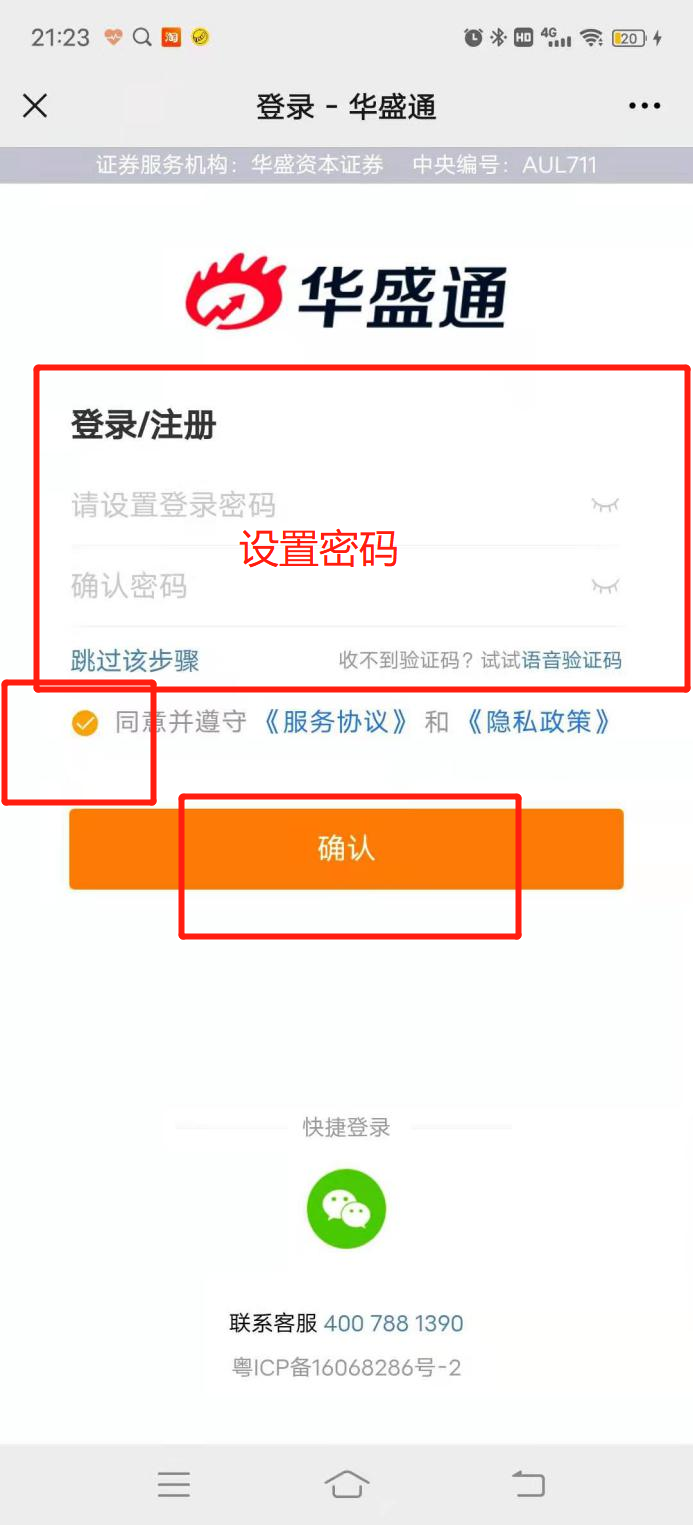 21:23 淘 HD 4G 20
登录 - 华盛通
证券服务机构：华盛资本证券 中央编号：AUL711
华盛通
登录/注册
请设置登录密码
设置密码
确认密码
跳过该步骤 收不到验证码？试试语音验证码
同意并遵守《服务协议》和《隐私政策》
确认
快捷登录
联系客服 400 788 1390
粤ICP备16068286号-2